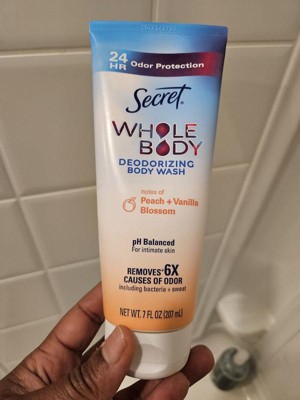 24
HR Odor Protection
Secret®
WHOLE
BODY
DEODORIZING
BODY WASH
notes of
Peach + Vanilla
Blossom
pH Balanced
For intimate skin
REMOVES 6X
CAUSES OF ODOR
including bacteria + sweat
NET WT. 7 FL OZ (207 mL)